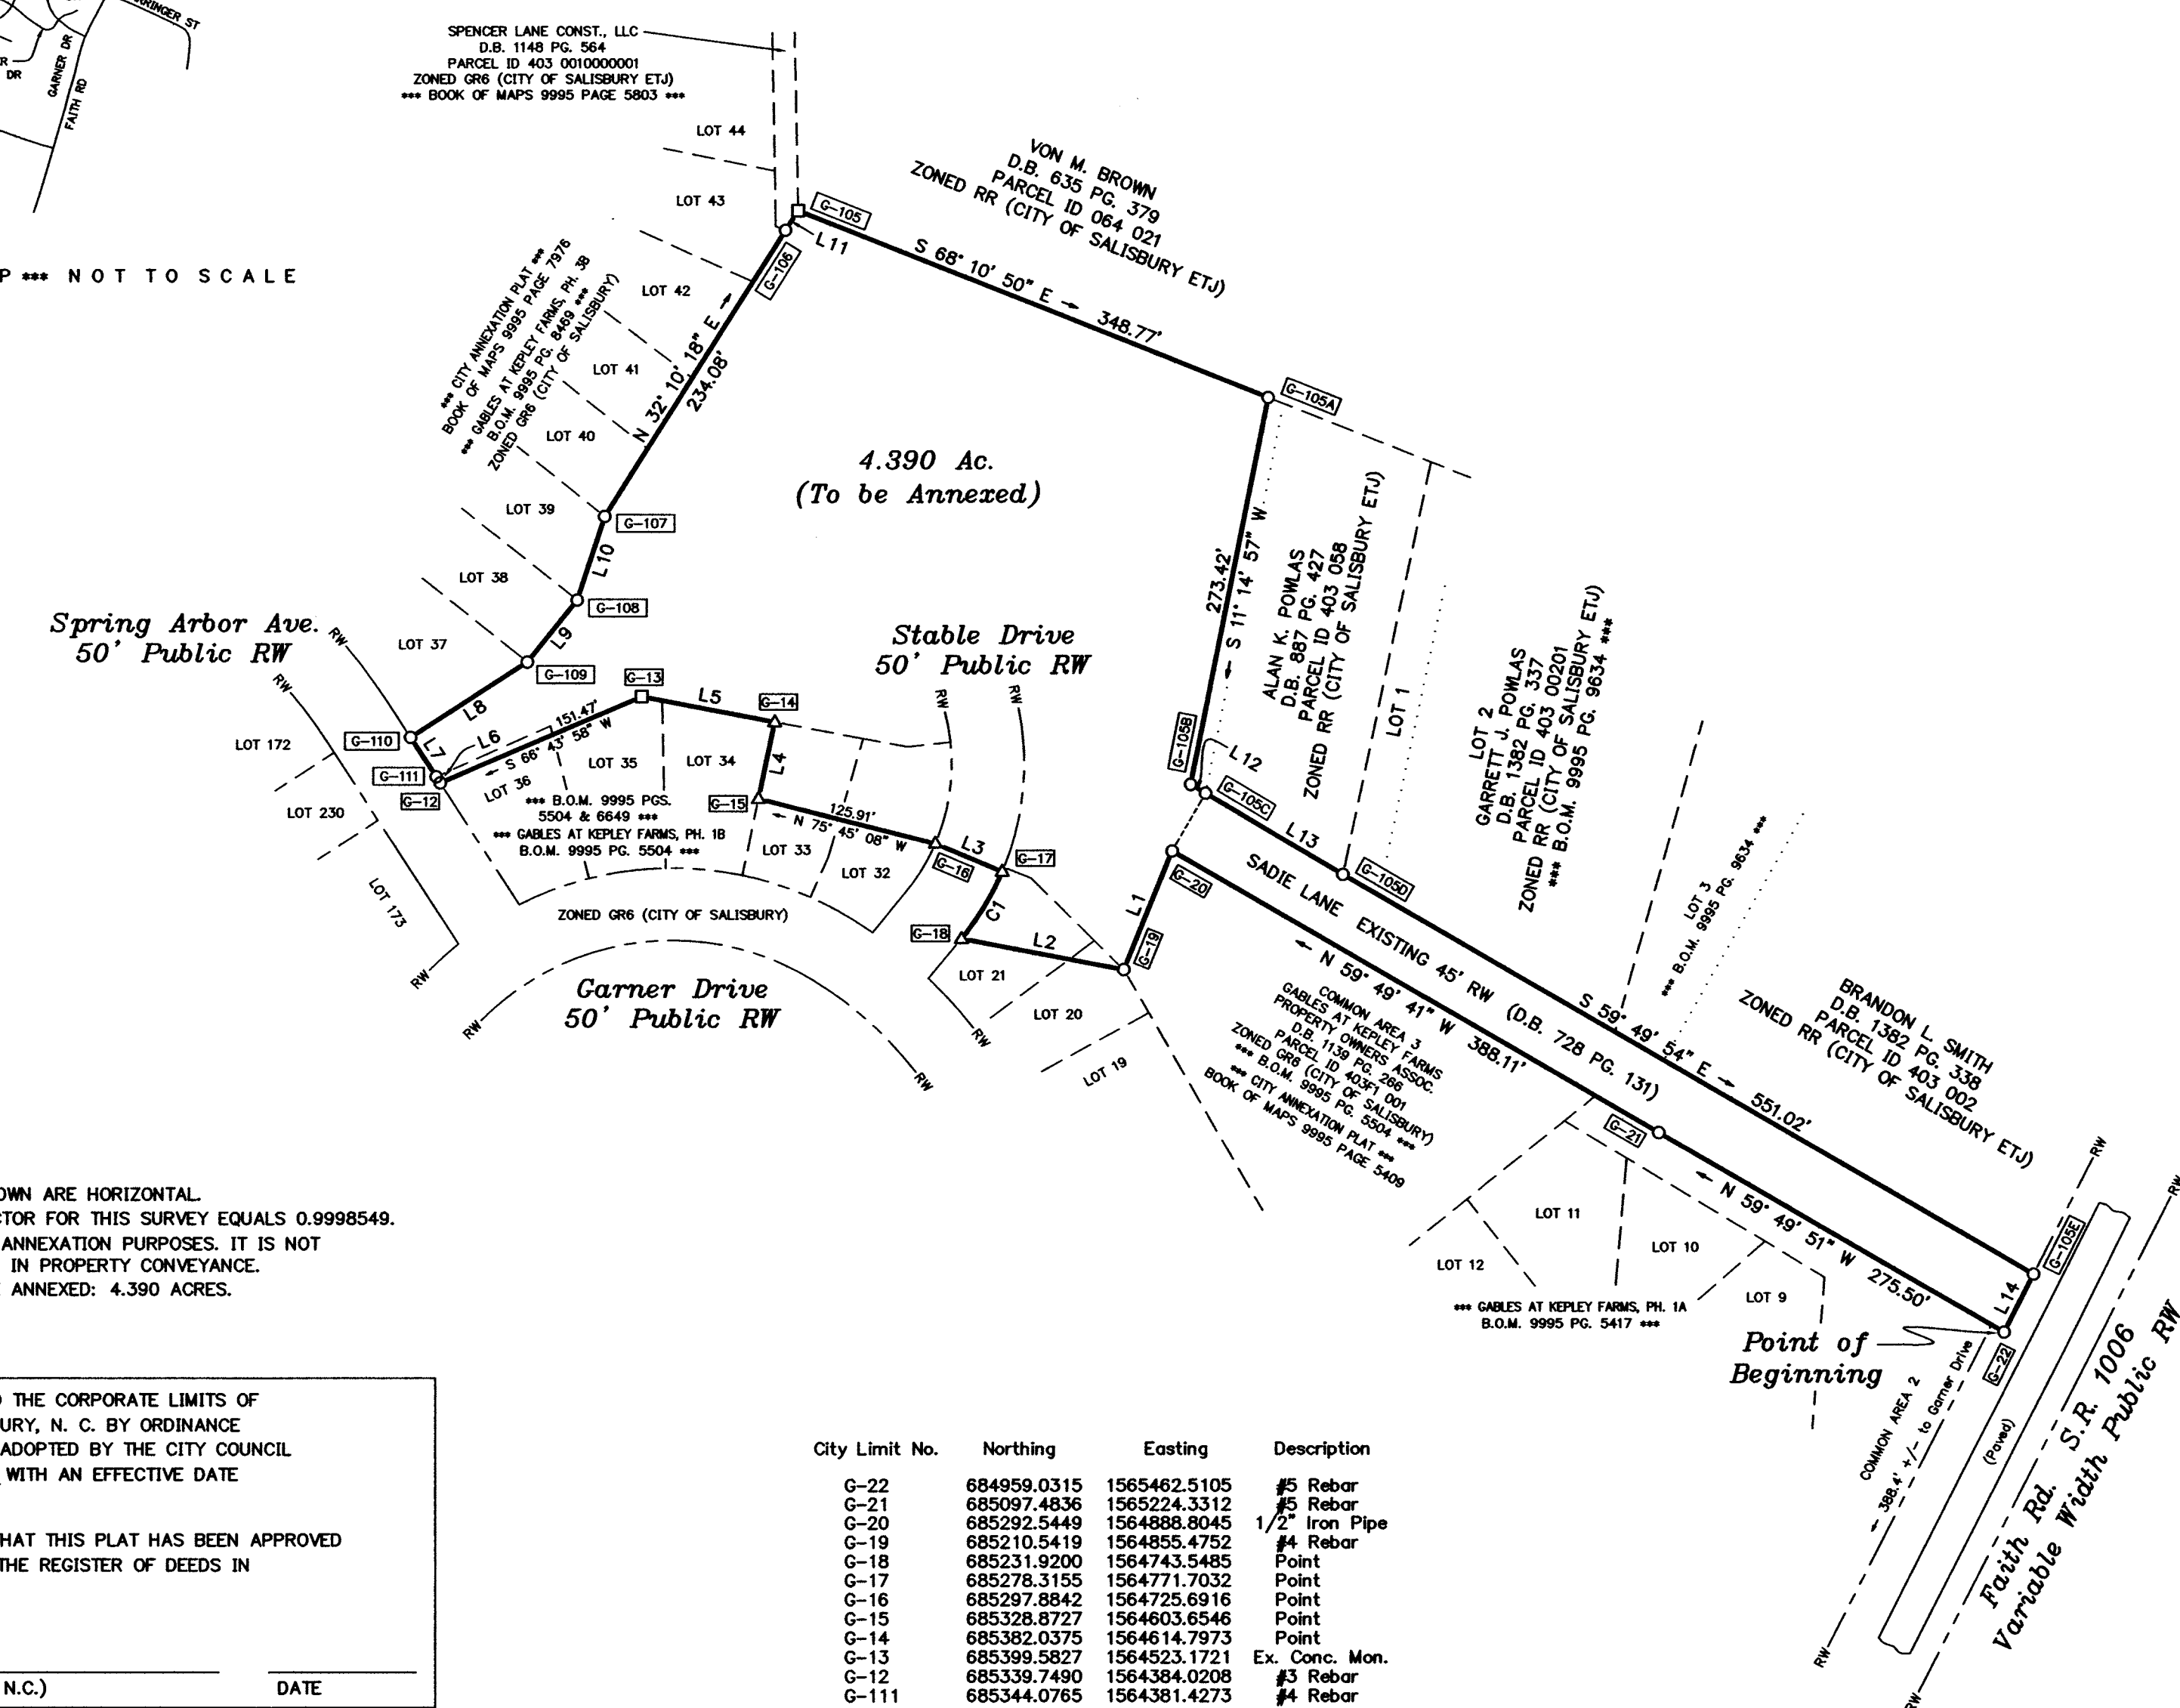 RRINGER ST
GARNER DR
FAITH RD
R
DR
P *** NOT TO SCALE
SPENCER LANE CONST., LLC
D.B. 1148 PG. 564
PARCEL ID 403 0010000001
ZONED GR6 (CITY OF SALISBURY ETJ)
*** BOOK OF MAPS 9995 PAGE 5803 ***
LOT 44
LOT 43
LOT 42
LOT 41
LOT 40
LOT 39
LOT 38
LOT 37
VON M. BROWN
D.B. 635 PG. 379
PARCEL ID 064 021
ZONED RR (CITY OF SALISBURY ETJ)
G-105
L11
G-106
S 68° 10' 50" E
348.77'
G-105A
*** CITY ANNEXATION PLAT ***
BOOK OF MAPS 9995 PAGE 7976
*** GABLES AT KEPLEY FARMS, PH. 3B
B.O.M. 9995 PG. 8469 ***
ZONED GR6 (CITY OF SALISBURY)
N 32° 10' 18" E
234.08'
4.390 Ac.
(To be Annexed)
G-107
L10
G-108
L9
G-109
L8
G-110
L7
L6
G-111
G-12
Spring Arbor Ave.
50' Public RW
RW
RW
RW
LOT 172
LOT 230
LOT 173
G-13
L5
G-14
L4
G-15
151.47'
S 66° 43' 58" W
LOT 36
LOT 35
LOT 34
LOT 33
LOT 32
*** B.O.M. 9995 PGS.
5504 & 6649 ***
*** GABLES AT KEPLEY FARMS, PH. 1B
B.O.M. 9995 PG. 5504 ***
125.91'
N 75° 45' 08" W
Stable Drive
50' Public RW
RW
RW
L3
G-16
G-17
C1
G-18
L2
L1
G-19
G-20
ZONED GR6 (CITY OF SALISBURY)
Garner Drive
50' Public RW
RW
RW
RW
LOT 21
LOT 20
LOT 19
273.42'
S 11° 14' 57" W
G-105B
L12
G-105C
L13
G-105D
ALAN K. POWLAS
D.B. 887 PG. 427
PARCEL ID 403 058
ZONED RR (CITY OF SALISBURY ETJ)
LOT 1
LOT 2
GARRETT J. POWLAS
D.B. 1382 PG. 337
PARCEL ID 403 00201
ZONED RR (CITY OF SALISBURY ETJ)
*** B.O.M. 9995 PG. 9634 ***
LOT 3
*** B.O.M. 9995 PG. 9634 ***
SADIE LANE EXISTING 45' RW (D.B. 728 PG. 131)
N 59° 49' 41" W 388.11'
S 59° 49' 54" E
551.02'
BRANDON L. SMITH
D.B. 1382 PG. 338
PARCEL ID 403 002
ZONED RR (CITY OF SALISBURY ETJ)
COMMON AREA 3
GABLES AT KEPLEY FARMS
PROPERTY OWNERS ASSOC.
D.B. 1139 PG. 266
PARCEL ID 403F1 001
ZONED GR6 (CITY OF SALISBURY)
*** B.O.M. 9995 PG. 5504 ***
*** CITY ANNEXATION PLAT ***
BOOK OF MAPS 9995 PAGE 5409
G-21
N 59° 49' 51" W 275.50'
LOT 12
LOT 11
LOT 10
LOT 9
*** GABLES AT KEPLEY FARMS, PH. 1A
B.O.M. 9995 PG. 5417 ***
Point of
Beginning
L14
G-105E
G-22
RW
RW
RW
RW
COMMON AREA 2
388.4' +/- to Garner Drive
(Paved)
Faith Rd. S.R. 1006
Variable Width Public RW
OWN ARE HORIZONTAL.
CTOR FOR THIS SURVEY EQUALS 0.9998549.
ANNEXATION PURPOSES. IT IS NOT
IN PROPERTY CONVEYANCE.
ANNEXED: 4.390 ACRES.
THE CORPORATE LIMITS OF
URY, N. C. BY ORDINANCE
ADOPTED BY THE CITY COUNCIL
WITH AN EFFECTIVE DATE
HAT THIS PLAT HAS BEEN APPROVED
THE REGISTER OF DEEDS IN
N.C.) DATE
City Limit No. Northing Easting Description
G-22 684959.0315 1565462.5105 #5 Rebar
G-21 685097.4836 1565224.3312 #5 Rebar
G-20 685292.5449 1564888.8045 1/2" Iron Pipe
G-19 685210.5419 1564855.4752 #4 Rebar
G-18 685231.9200 1564743.5485 Point
G-17 685278.3155 1564771.7032 Point
G-16 685297.8842 1564725.6916 Point
G-15 685328.8727 1564603.6546 Point
G-14 685382.0375 1564614.7973 Point
G-13 685399.5827 1564523.1721 Ex. Conc. Mon.
G-12 685339.7490 1564384.0208 #3 Rebar
G-111 685344.0765 1564381.4273 #4 Rebar